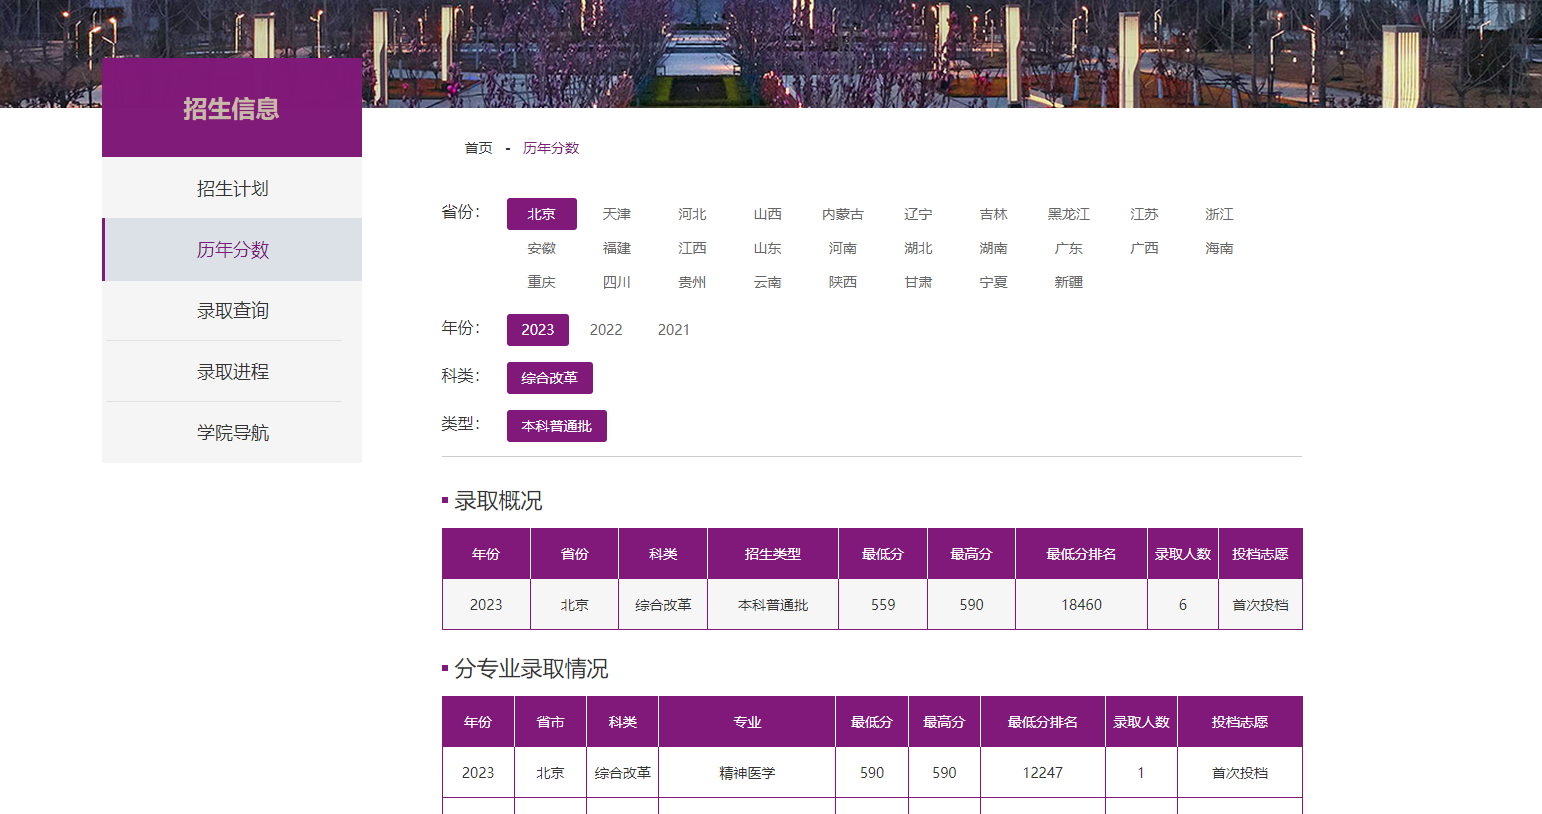 招生信息
招生计划
历年分数
录取查询
录取进程
学院导航
首页 - 历年分数
省份： 北京 天津 河北 山西 内蒙古 辽宁 吉林 黑龙江 江苏 浙江
安徽 福建 江西 山东 河南 湖北 湖南 广东 广西 海南
重庆 四川 贵州 云南 陕西 甘肃 宁夏 新疆
年份： 2023 2022 2021
科类： 综合改革
类型： 本科普通批
录取概况
年份 省份 科类 招生类型 最低分 最高分 最低分排名 录取人数 投档志愿
2023 北京 综合改革 本科普通批 559 590 18460 6 首次投档
分专业录取情况
年份 省市 科类 专业 最低分 最高分 最低分排名 录取人数 投档志愿
2023 北京 综合改革 精神医学 590 590 12247 1 首次投档